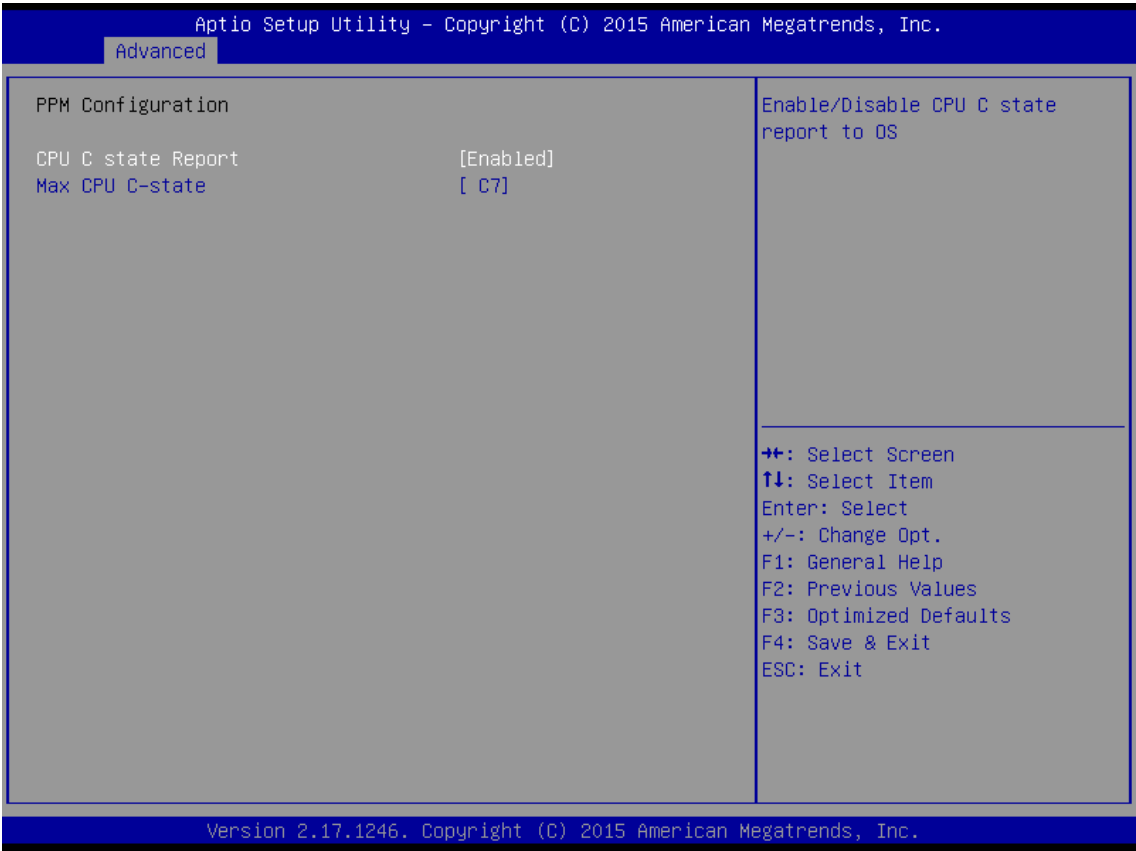 Aptio Setup Utility – Copyright (C) 2015 American Megatrends, Inc.
Advanced
PPM Configuration
CPU C state Report [Enabled]
Max CPU C-state [ C7]
Enable/Disable CPU C state
report to OS
→←: Select Screen
↑↓: Select Item
Enter: Select
+/-: Change Opt.
F1: General Help
F2: Previous Values
F3: Optimized Defaults
F4: Save & Exit
ESC: Exit
Version 2.17.1246. Copyright (C) 2015 American Megatrends, Inc.